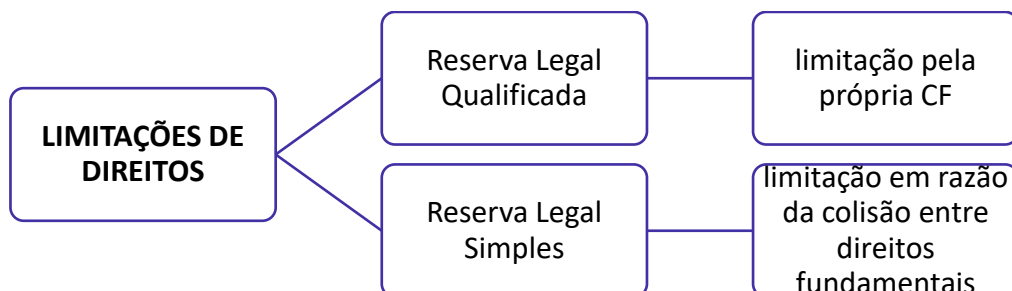 LIMITAÇÕES DE
DIREITOS
Reserva Legal
Qualificada
limitação pela
própria CF
Reserva Legal
Simples
limitação em razão
da colisão entre
direitos
fundamentais